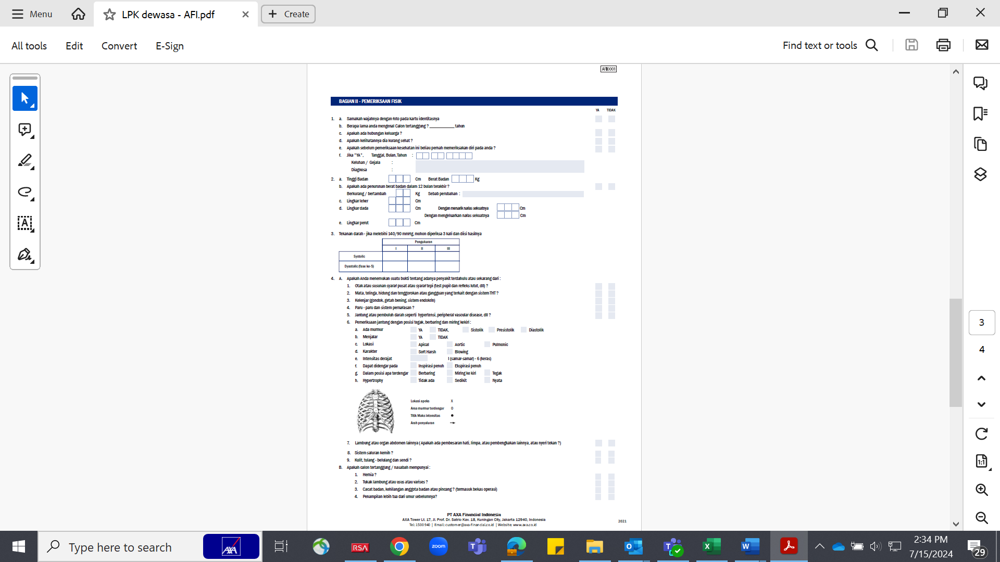 Menu
LPK dewasa - AFI.pdf
Create
All tools Edit Convert E-Sign
Find text or tools
AFI0001
BAGIAN II - PEMERIKSAAN FISIK
YA TIDAK
1. a. Samakah wajahnya dengan foto pada kartu identitasnya
b. Berapa lama anda mengenal Calon tertanggung ? ____________ tahun
c. Apakah ada hubungan keluarga ?
d. Apakah kelihatannya dia kurang sehat ?
e. Apakah sebelum pemeriksaan kesehatan ini beliau pernah memeriksakan diri pada anda ?
f. Jika "YA", Tanggal, Bulan, Tahun :
Keluhan / Gejala :
Diagnosa :
2. a. Tinggi Badan Cm Berat Badan Kg
b. Apakah ada penurunan berat badan dalam 12 bulan terakhir ?
Berkurang / bertambah Kg Sebab perubahan :
c. Lingkar leher Cm
d. Lingkar dada Cm Dengan menarik nafas sekuatnya Cm
Dengan mengeluarkan nafas sekuatnya Cm
e. Lingkar perut Cm
3. Tekanan darah - jika melebihi 140/90 mmHg, mohon diperiksa 3 kali dan diisi hasilnya
Pengukuran
I II III
Systolic
Dyastolic (fase ke-5)
4. A. Apakah Anda menemukan suatu bukti tentang adanya penyakit terdahulu atau sekarang dari :
1. Otak atau susunan syaraf pusat atau syaraf tepi (test pupil dan refleks lutut, dll) ?
2. Mata, telinga, hidung dan tenggorokan atau gangguan yang terkait dengan sistem THT ?
3. Kelenjar (gondok, getah bening, sistem endokrin)
4. Paru - paru dan sistem pernafasan ?
5. Jantung atau pembuluh darah seperti hypertensi, peripheral vascular disease, dll ?
6. Pemeriksaan jantung dengan posisi tegak, berbaring dan miring kekiri :
a. Ada murmur YA TIDAK, Sistolik Presistolik Diastolik
b. Menjalar YA TIDAK
c. Lokasi Apical Aortic Pulmonic
d. Karakter Soft Harsh Blowing
e. Intensitas derajat I (samar-samar) - 6 (keras)
f. Dapat didengar pada Inspirasi penuh Ekspirasi penuh
g. Dalam posisi apa terdengar Berbaring Miring ke kiri Tegak
h. Hypertrophy Tidak ada Sedikit Nyata
Lokasi apeks X
Area murmur terdengar O
Titik Maks intensitas ●
Arah penyaluran →
7. Lambung atau organ abdomen lainnya ( Apakah ada pembesaran hati, limpa, atau pembengkakan lainnya, atau nyeri tekan ?)
8. Sistem saluran kemih ?
9. Kulit, tulang - belulang dan sendi ?
B. Apakah calon tertanggung / nasabah mempunyai :
1. Hernia ?
2. Tukak lambung atau usus atau varises ?
3. Cacat badan, kehilangan anggota badan atau pincang ? (termasuk bekas operasi)
4. Penampilan lebih tua dari umur sebelumnya?
PT AXA Financial Indonesia
AXA Tower Lt. 17, Jl. Prof. Dr. Satrio Kav. 18, Kuningan City, Jakarta 12940, Indonesia
Tel: 1500 940 | Email: customer@axa-financial.co.id | Website: www.axa.co.id
2021
3
4
1:1
Type here to search
AXA
RSA
zoom
2:34 PM
7/15/2024
29